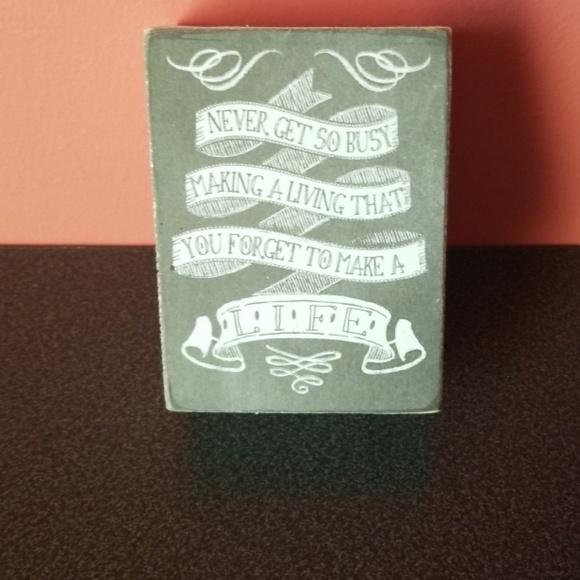 NEVER GET SO BUSY
MAKING A LIVING THAT
YOU FORGET TO MAKE A
LIFE